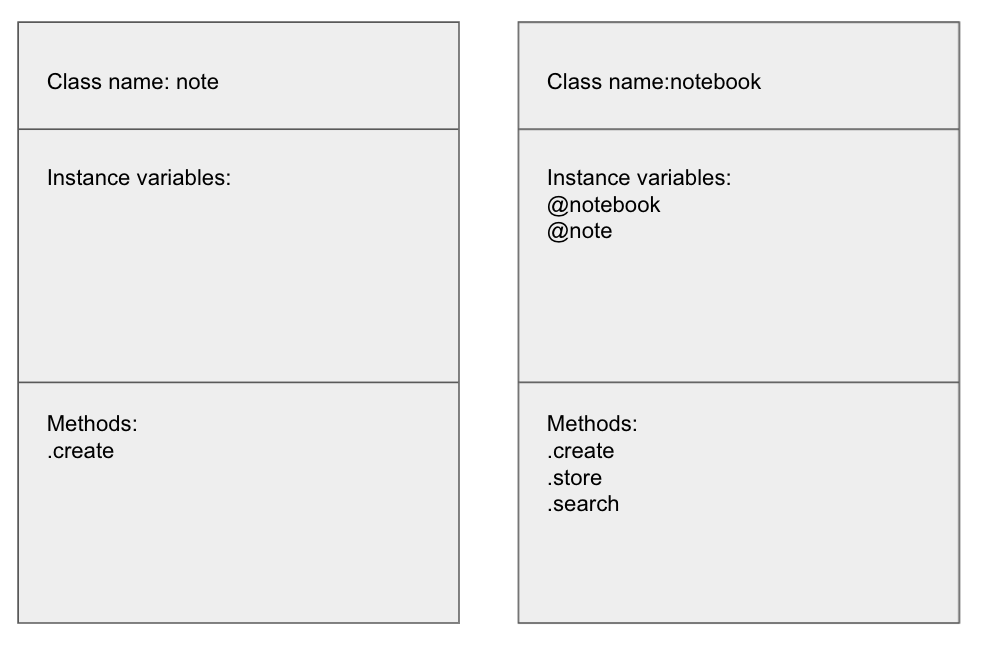 Class name: note
Instance variables:
Methods:
.create
Class name:notebook
Instance variables:
@notebook
@note
Methods:
.create
.store
.search